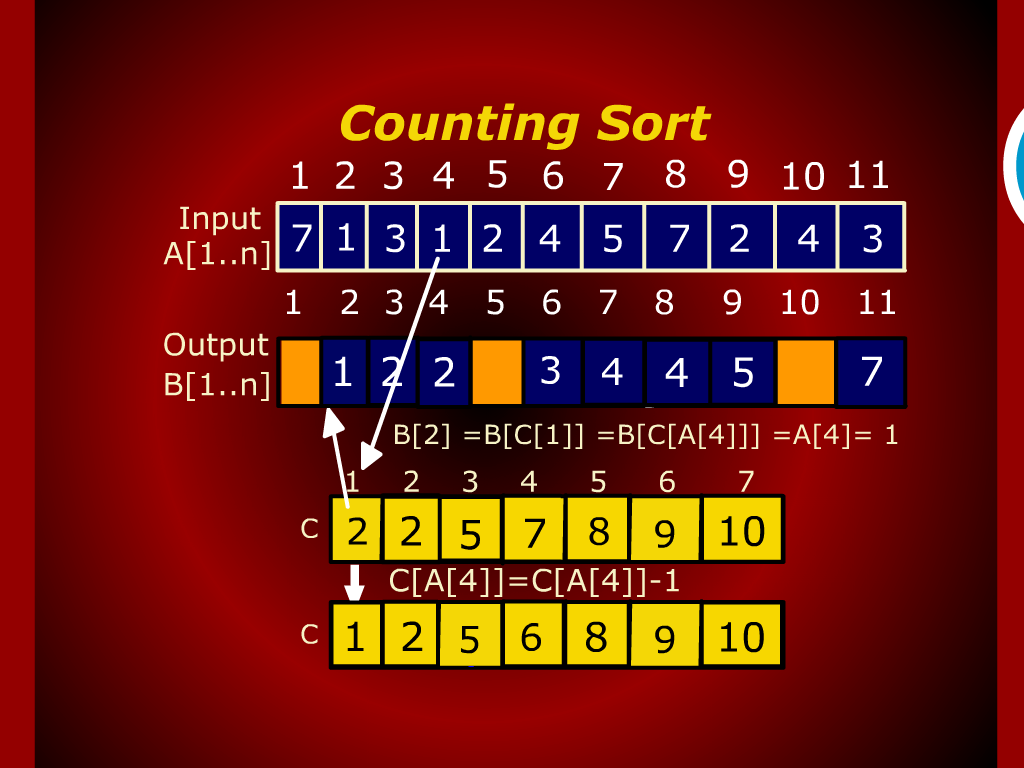 Counting Sort
1 2 3 4 5 6 7 8 9 10 11
Input
A[1..n]
7 1 3 1 2 4 5 7 2 4 3
1 2 3 4 5 6 7 8 9 10 11
Output
B[1..n]
1 2 2 3 4 4 5 7
B[2] =B[C[1]] =B[C[A[4]]] =A[4]= 1
1 2 3 4 5 6 7
C 2 2 5 7 8 9 10
C[A[4]]=C[A[4]]-1
C 1 2 5 6 8 9 10